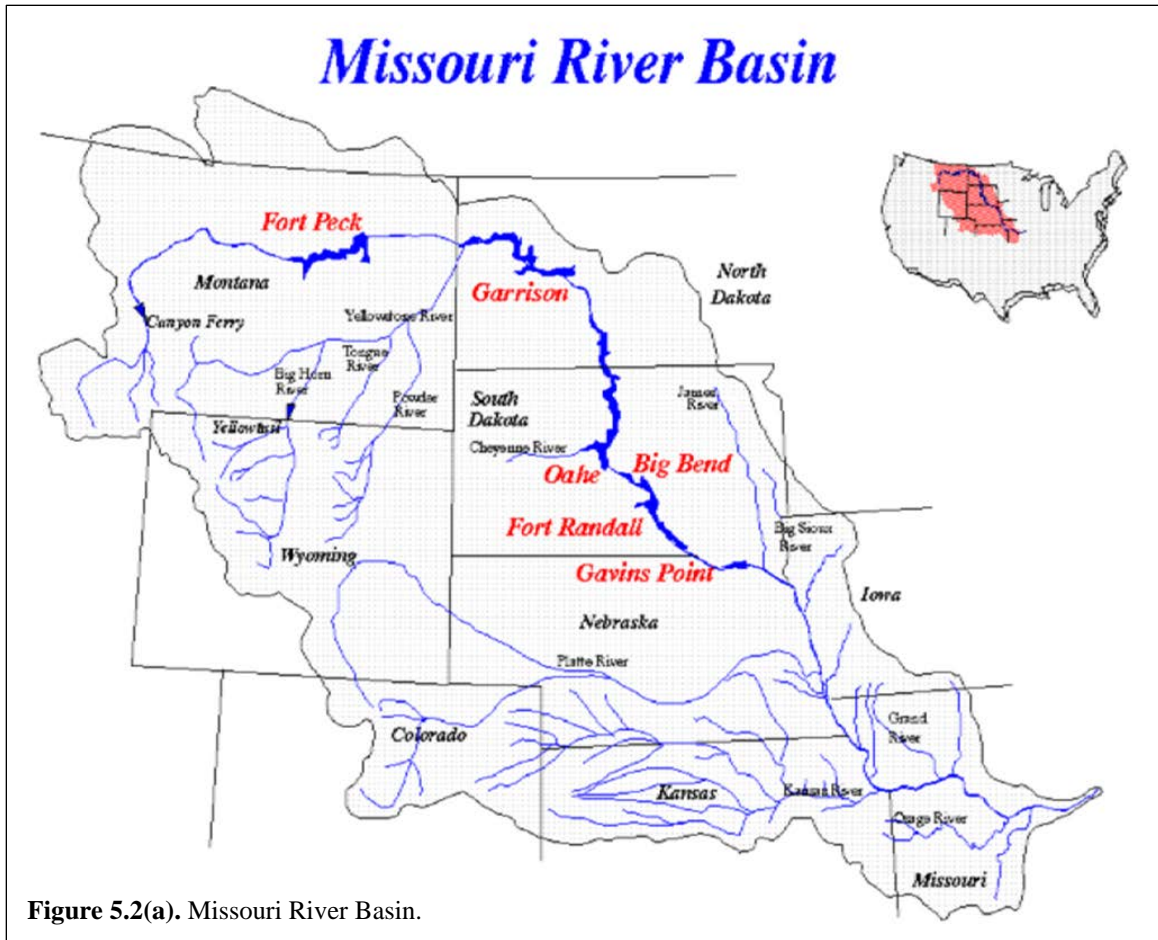 Missouri River Basin
Fort Peck
Montana
Garrison
North
Dakota
Canyon Ferry
Yellowstone River
Big Horn
River
Tongue
River
Powder
River
Yellowtail
South
Dakota
Cheyenne River
James
River
Oahe
Big Bend
Fort Randall
Big Sioux
River
Wyoming
Gavins Point
Iowa
Nebraska
Platte River
Grand
River
Colorado
Kansas
Kansas River
Osage River
Missouri
Figure 5.2(a). Missouri River Basin.